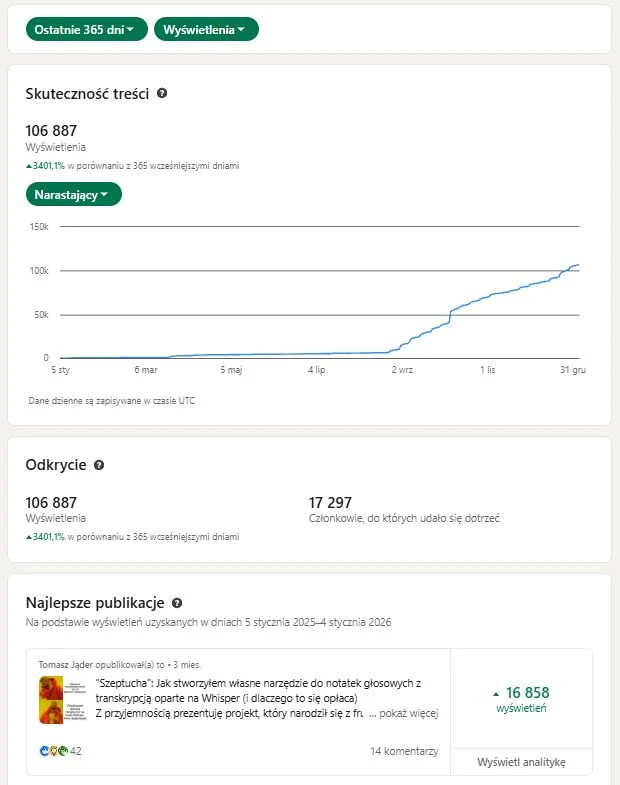 Ostatnie 365 dni
Wyświetlenia
Skuteczność treści
106 887
Wyświetlenia
3401,1% w porównaniu z 365 wcześniejszymi dniami
Narastający
150k
100k
50k
0
5 sty
6 mar
5 maj
4 lip
2 wrz
1 lis
31 gru
Dane dzienne są zapisywane w czasie UTC
Odkrycie
106 887
Wyświetlenia
3401,1% w porównaniu z 365 wcześniejszymi dniami
17 297
Członkowie, do których udało się dotrzeć
Najlepsze publikacje
Na podstawie wyświetleń uzyskanych w dniach 5 stycznia 2025–4 stycznia 2026
Tomasz Jąder opublikował(a) to • 3 mies.
"Szeptucha": Jak stworzyłem własne narzędzie do notatek głosowych z
transkrypcją oparte na Whisper (i dlaczego to się opłaca)
Z przyjemnością prezentuję projekt, który narodził się z fru ... pokaż więcej
42
14 komentarzy
16 858
wyświetleń
Wyświetl analitykę